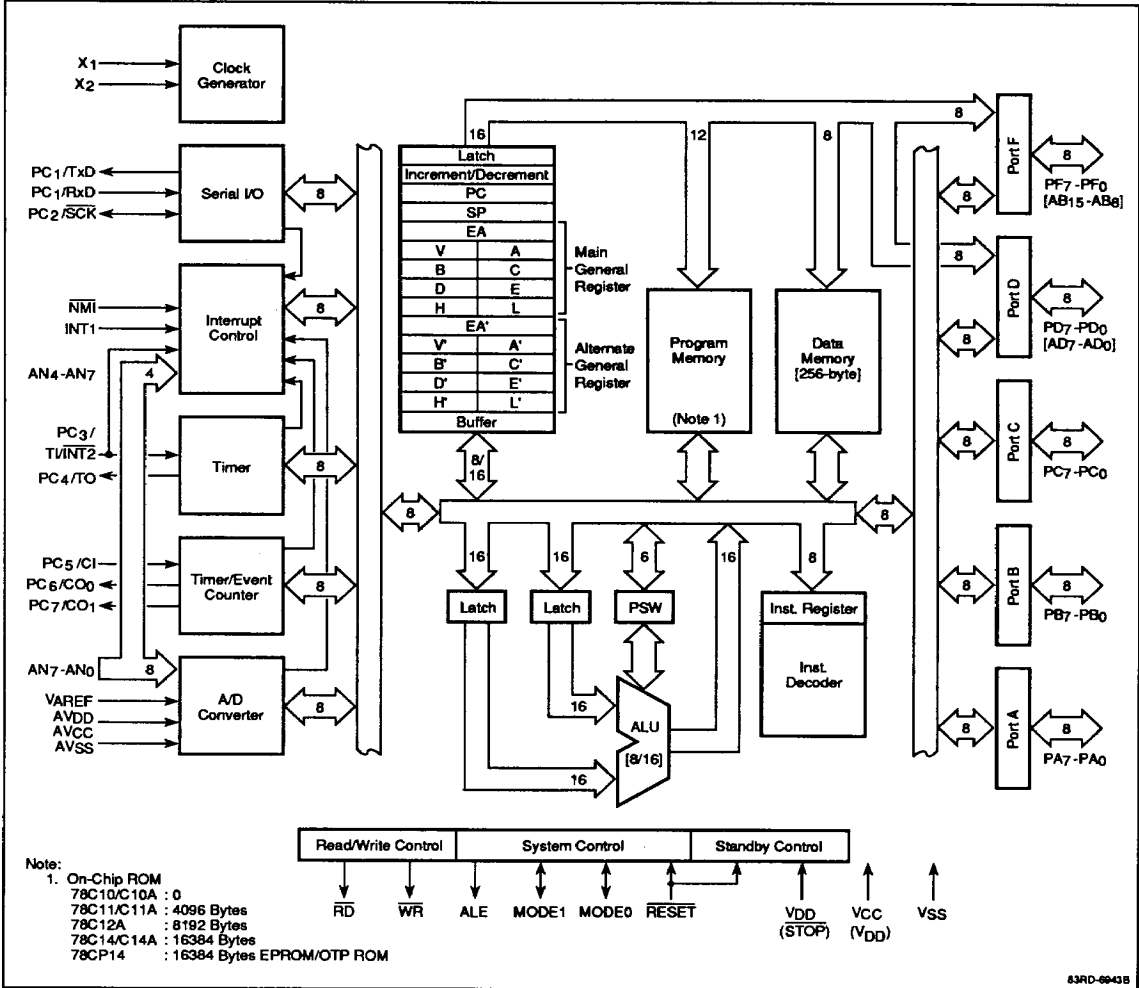 X1
X2
Clock
Generator
PC1/TxD
PC1/RxD
PC2/S̅C̅K̅
Serial I/O
8
N̅M̅I̅
INT1
AN4-AN7
4
Interrupt
Control
8
PC3/
TI/I̅N̅T̅2̅
PC4/TO
Timer
8
PC5/CI
PC6/CO0
PC7/CO1
Timer/Event
Counter
8
AN7-AN0
8
VAREF
AVDD
AVCC
AVSS
A/D
Converter
8
16
Latch
Increment/Decrement
PC
SP
EA
V A
B C
D E
H L
Main
General
Register
EA'
V' A'
B' C'
D' E'
H' L'
Alternate
General
Register
Buffer
8/
16
12
Program
Memory
(Note 1)
8
Data
Memory
[256-byte]
8
8
16
Latch
16
Latch
6
PSW
16
8
Inst. Register
Inst.
Decoder
16
16
ALU
[8/16]
8
8
Port F
8
PF7-PF0
[AB15-AB8]
8
8
Port D
8
PD7-PD0
[AD7-AD0]
8
Port C
8
PC7-PC0
8
Port B
8
PB7-PB0
8
Port A
8
PA7-PA0
Read/Write Control
System Control
Standby Control
R̅D̅
W̅R̅
ALE
MODE1
MODE0
R̅E̅S̅E̅T̅
VDD
(S̅T̅O̅P̅)
VCC
(VDD)
VSS
Note:
1. On-Chip ROM
78C10/C10A : 0
78C11/C11A : 4096 Bytes
78C12A : 8192 Bytes
78C14/C14A : 16384 Bytes
78CP14 : 16384 Bytes EPROM/OTP ROM
83RD-6943B